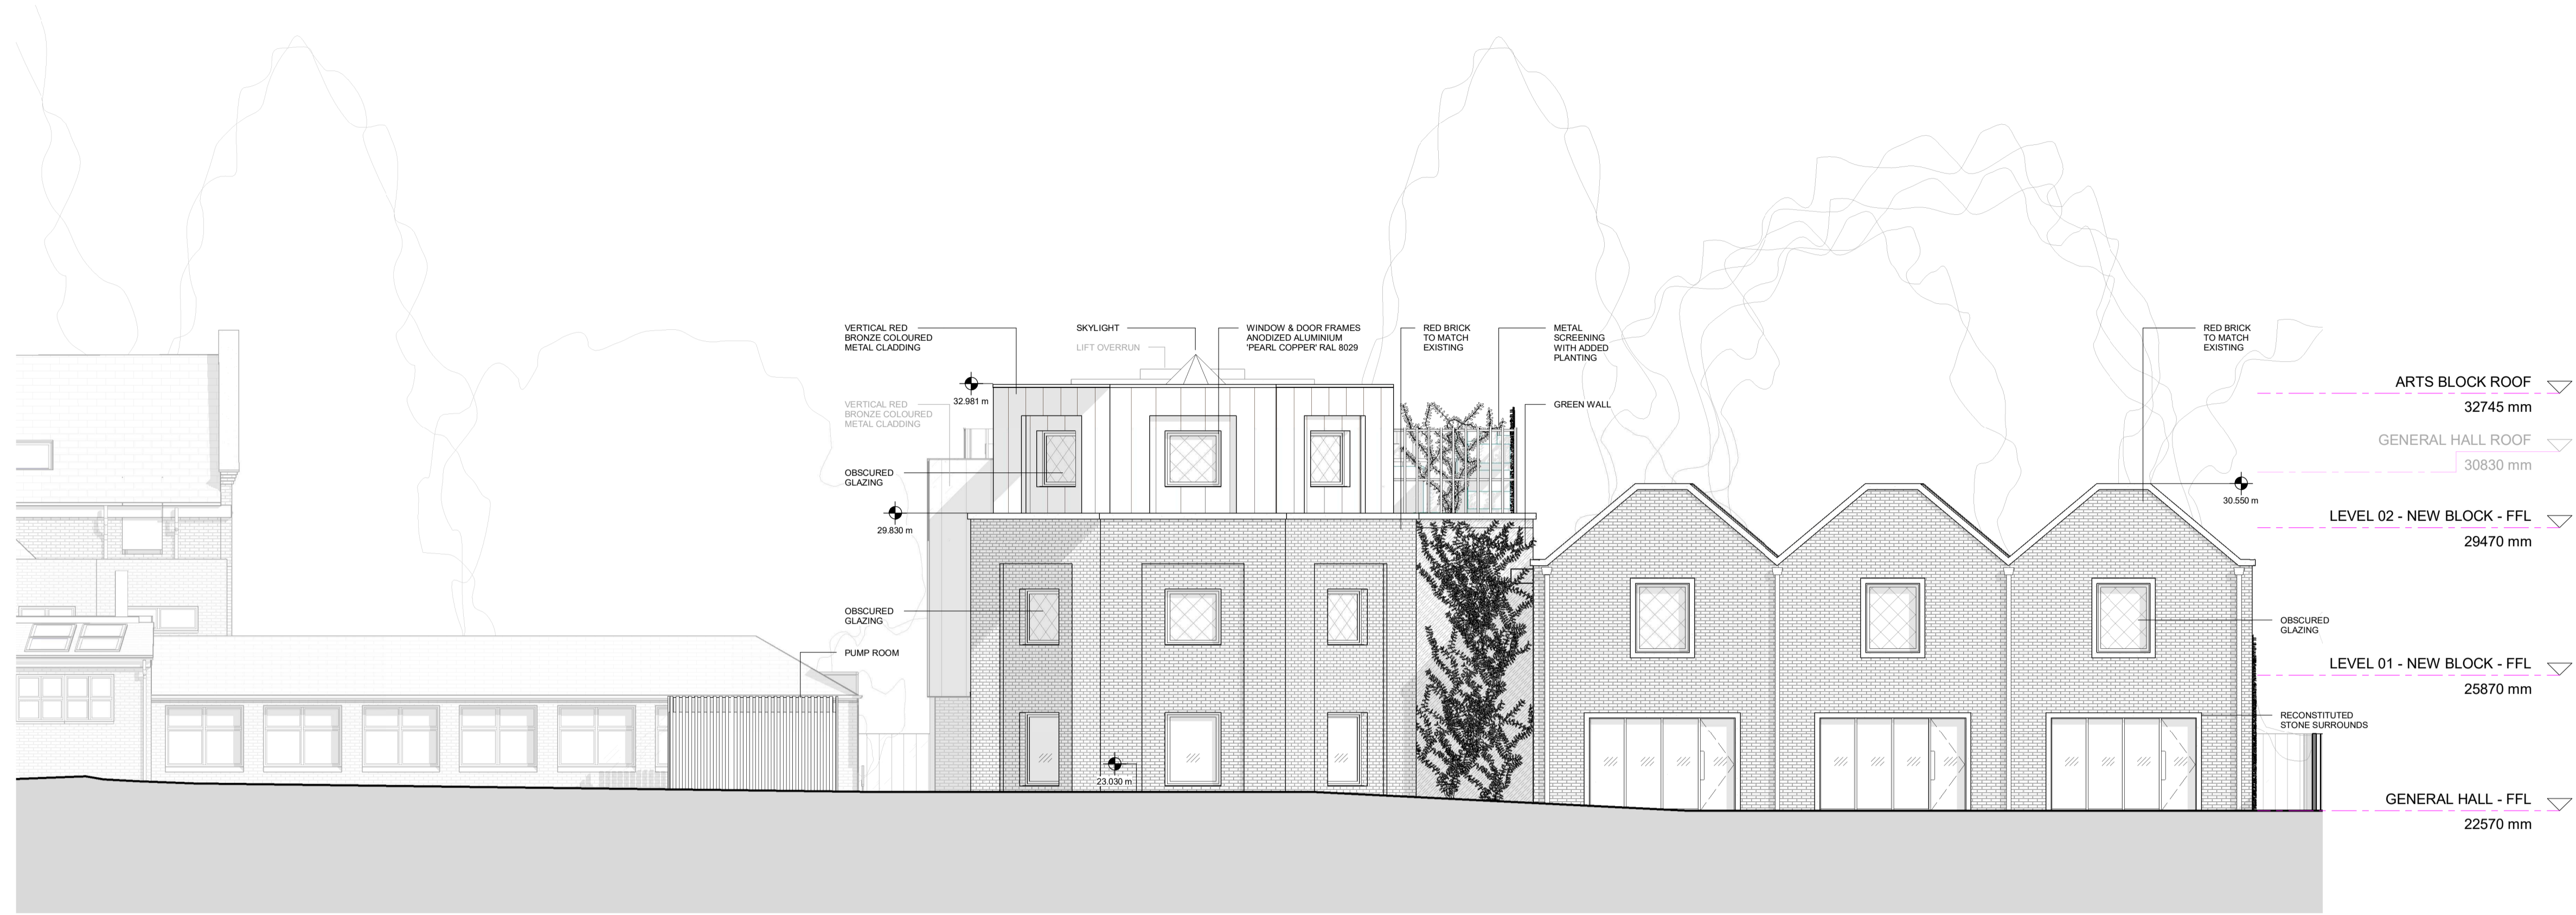 VERTICAL RED
BRONZE COLOURED
METAL CLADDING
SKYLIGHT
LIFT OVERRUN
WINDOW & DOOR FRAMES
ANODIZED ALUMINIUM
'PEARL COPPER' RAL 8029
RED BRICK
TO MATCH
EXISTING
METAL
SCREENING
WITH ADDED
PLANTING
RED BRICK
TO MATCH
EXISTING
ARTS BLOCK ROOF
32745 mm
32.981 m
VERTICAL RED
BRONZE COLOURED
METAL CLADDING
GREEN WALL
GENERAL HALL ROOF
30830 mm
OBSCURED
GLAZING
30.550 m
29.830 m
LEVEL 02 - NEW BLOCK - FFL
29470 mm
OBSCURED
GLAZING
OBSCURED
GLAZING
PUMP ROOM
LEVEL 01 - NEW BLOCK - FFL
25870 mm
RECONSTITUTED
STONE SURROUNDS
23.030 m
GENERAL HALL - FFL
22570 mm